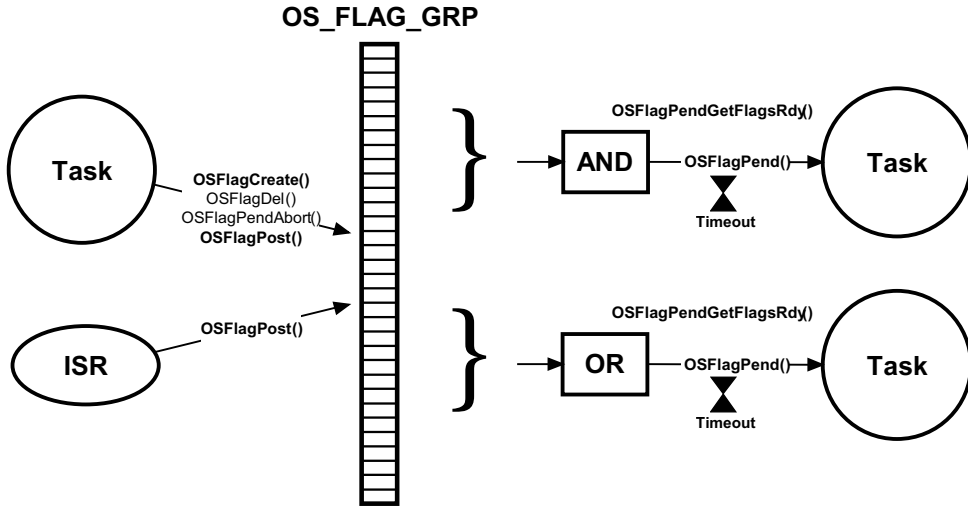 OS_FLAG_GRP
Task
OSFlagCreate()
OSFlagDel()
OSFlagPendAbort()
OSFlagPost()
ISR
OSFlagPost()
OSFlagPendGetFlagsRdy()
AND
OSFlagPend()
Timeout
Task
OSFlagPendGetFlagsRdy()
OR
OSFlagPend()
Timeout
Task